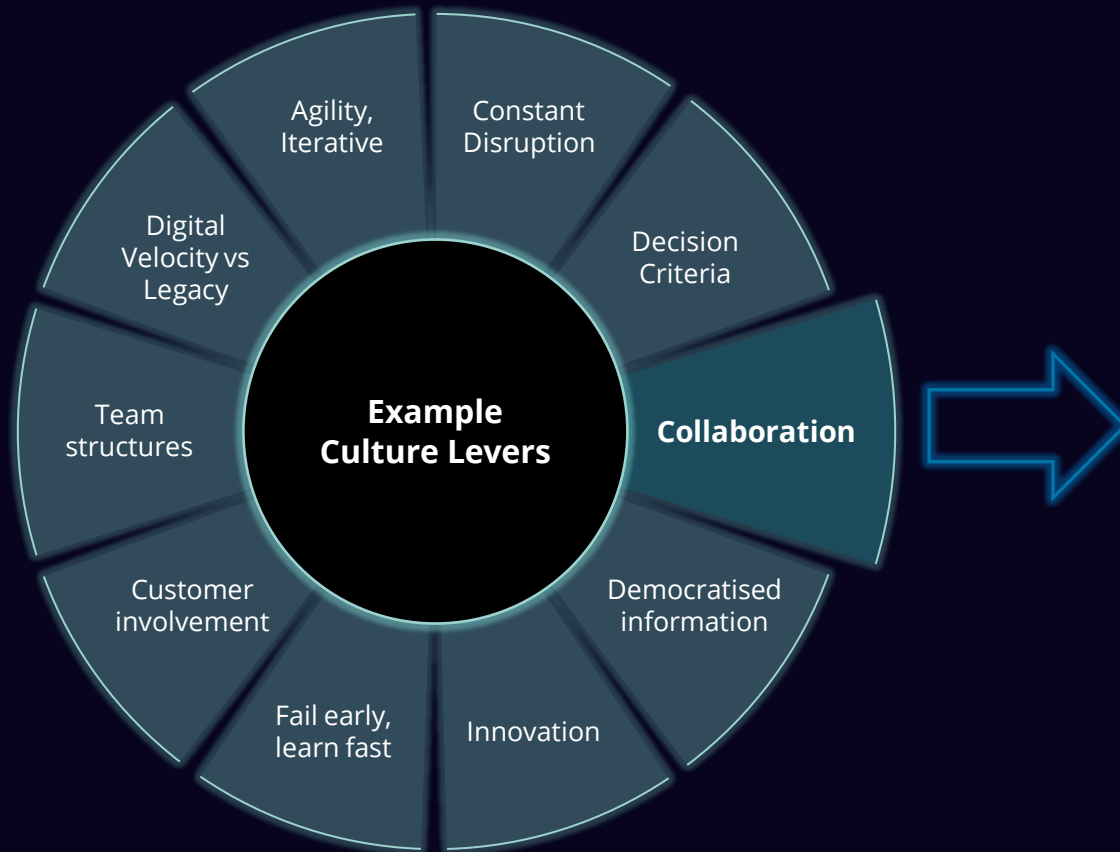 Agility,
Iterative
Constant
Disruption
Decision
Criteria
Collaboration
Democratised
information
Innovation
Fail early,
learn fast
Customer
involvement
Team
structures
Digital
Velocity vs
Legacy
Example
Culture Levers